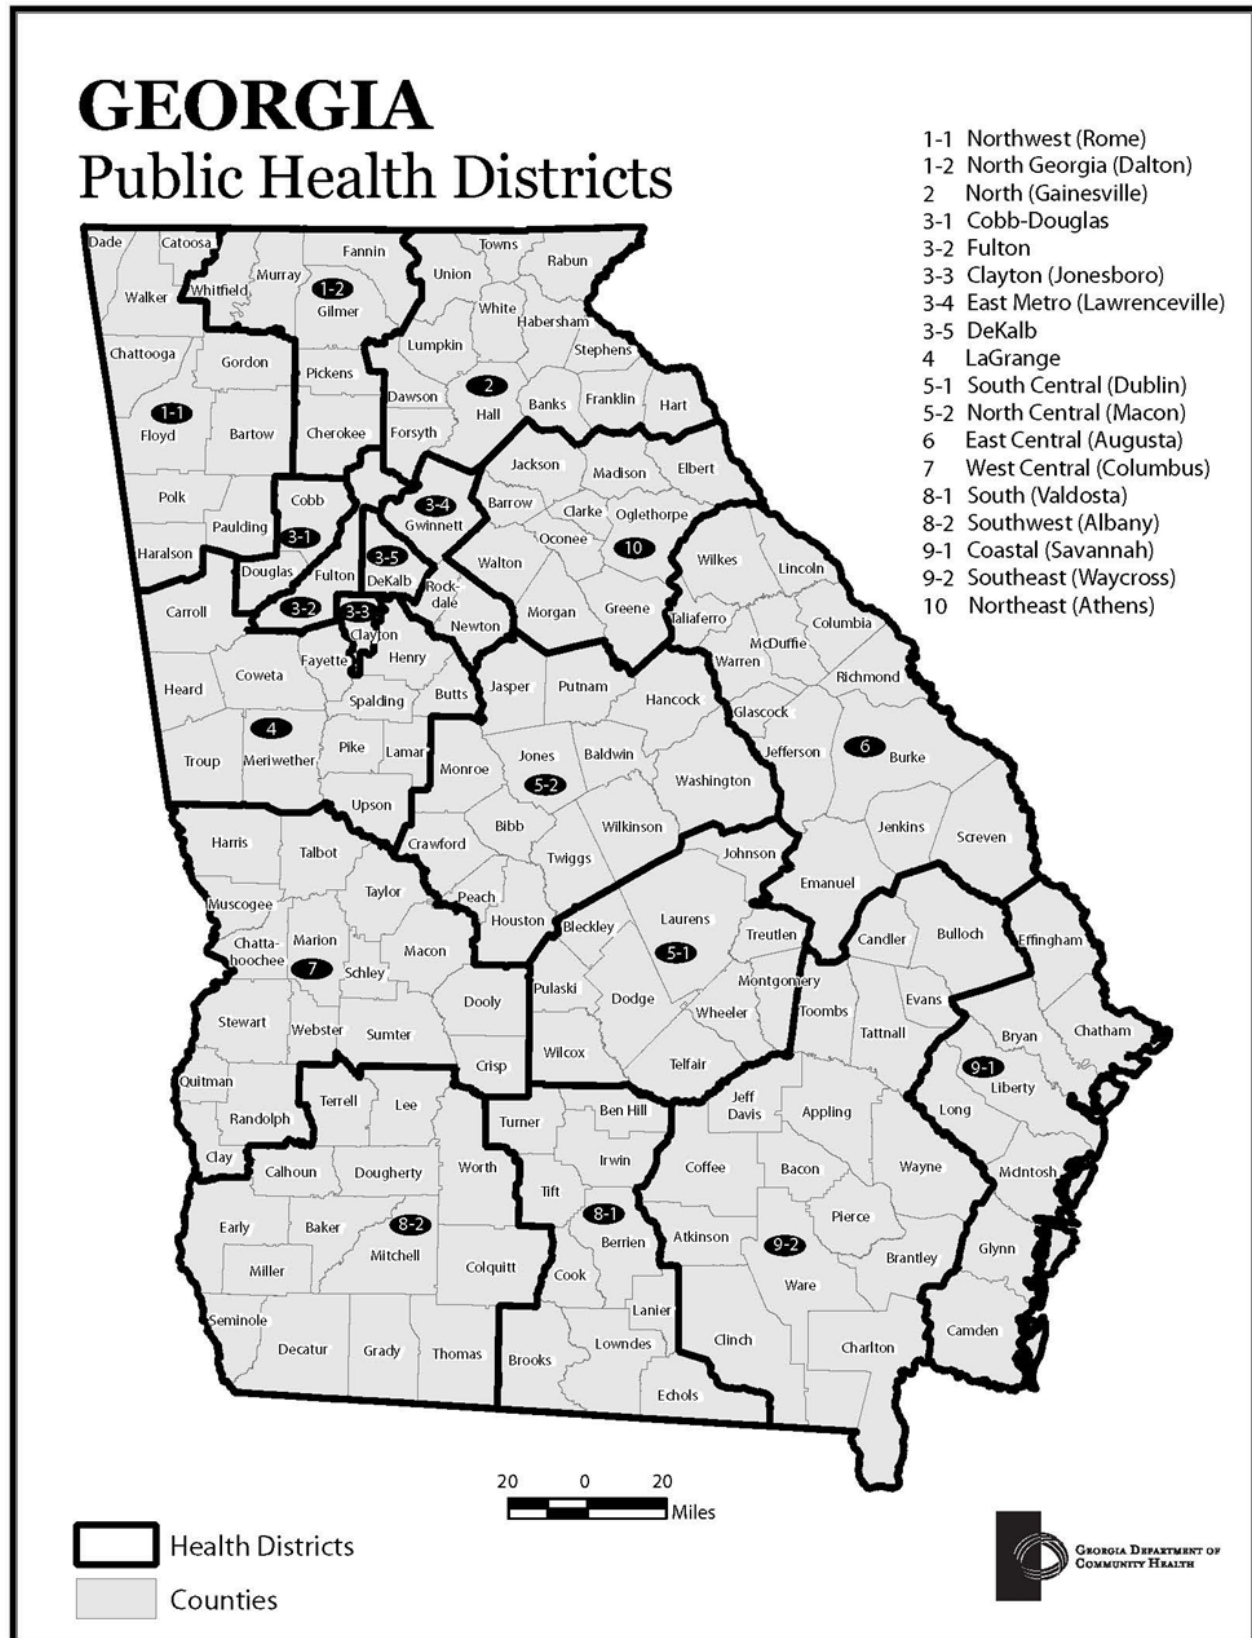 GEORGIA
Public Health Districts
1-1 Northwest (Rome)
1-2 North Georgia (Dalton)
2 North (Gainesville)
3-1 Cobb-Douglas
3-2 Fulton
3-3 Clayton (Jonesboro)
3-4 East Metro (Lawrenceville)
3-5 DeKalb
4 LaGrange
5-1 South Central (Dublin)
5-2 North Central (Macon)
6 East Central (Augusta)
7 West Central (Columbus)
8-1 South (Valdosta)
8-2 Southwest (Albany)
9-1 Coastal (Savannah)
9-2 Southeast (Waycross)
10 Northeast (Athens)
Dade
Catoosa
Fannin
Towns
Rabun
Union
Murray
Whitfield
1-2
Gilmer
Walker
White
Habersham
Lumpkin
Stephens
Chattooga
Gordon
Pickens
Dawson
2
Hall
Banks
Franklin
Hart
1-1
Floyd
Bartow
Cherokee
Forsyth
Jackson
Madison
Elbert
Polk
Cobb
3-4
Gwinnett
Barrow
Clarke
Oglethorpe
Paulding
3-1
Oconee
10
Haralson
3-5
DeKalb
Walton
Wilkes
Lincoln
Douglas
Fulton
Rock-
dale
Carroll
3-2
3-3
Clayton
Newton
Morgan
Greene
Taliaferro
Columbia
McDuffie
Warren
Richmond
Fayette
Henry
Heard
Coweta
Spalding
Butts
Jasper
Putnam
Hancock
Glascock
4
Troup
Meriwether
Pike
Lamar
Monroe
Jones
Baldwin
5-2
Washington
Jefferson
6
Burke
Upson
Bibb
Wilkinson
Jenkins
Screven
Harris
Talbot
Crawford
Twiggs
Johnson
Emanuel
Taylor
Peach
Muscogee
Houston
Bleckley
Laurens
Treutlen
Candler
Bulloch
Effingham
Chatta-
hoochee
Marion
Macon
7
Schley
5-1
Montgomery
Pulaski
Dodge
Wheeler
Toombs
Evans
Dooly
Stewart
Webster
Sumter
Tattnall
Bryan
Chatham
Crisp
Wilcox
Telfair
9-1
Liberty
Quitman
Randolph
Terrell
Lee
Turner
Ben Hill
Jeff
Davis
Appling
Long
Clay
Calhoun
Dougherty
Worth
Irwin
Coffee
Bacon
Wayne
McIntosh
Tift
Early
Baker
8-2
Mitchell
8-1
Berrien
Atkinson
Pierce
9-2
Brantley
Glynn
Miller
Colquitt
Cook
Ware
Lanier
Seminole
Decatur
Grady
Thomas
Brooks
Lowndes
Clinch
Charlton
Camden
Echols
20 0 20
Miles
Health Districts
Counties
GEORGIA DEPARTMENT OF
COMMUNITY HEALTH